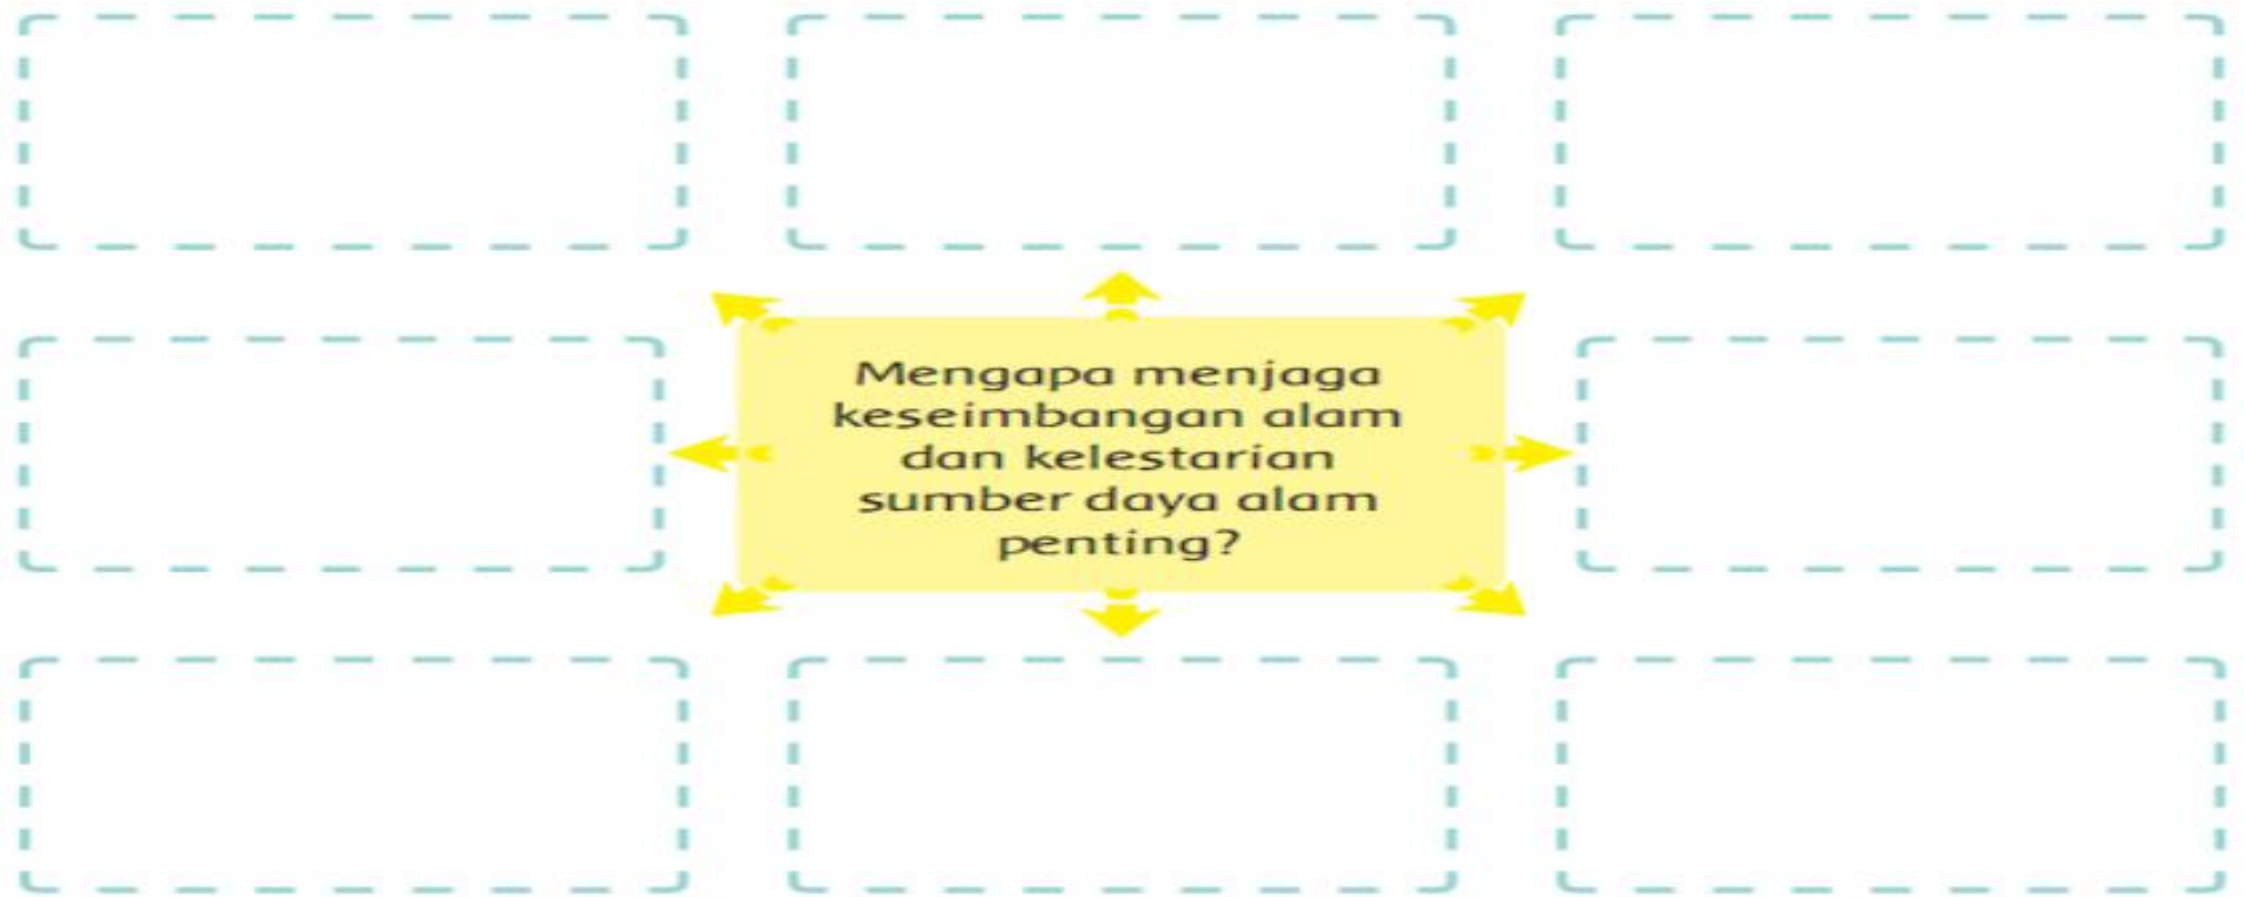 Mengapa menjaga
keseimbangan alam
dan kelestarian
sumber daya alam
penting?